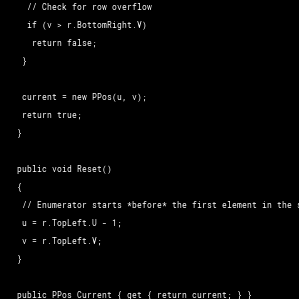 // Check for row overflow
if (v > r.BottomRight.V)
return false;
}
current = new PPos(u, v);
return true;
}
public void Reset()
{
// Enumerator starts *before* the first element in the
u = r.TopLeft.U - 1;
v = r.TopLeft.V;
}
public PPos Current { get { return current; } }